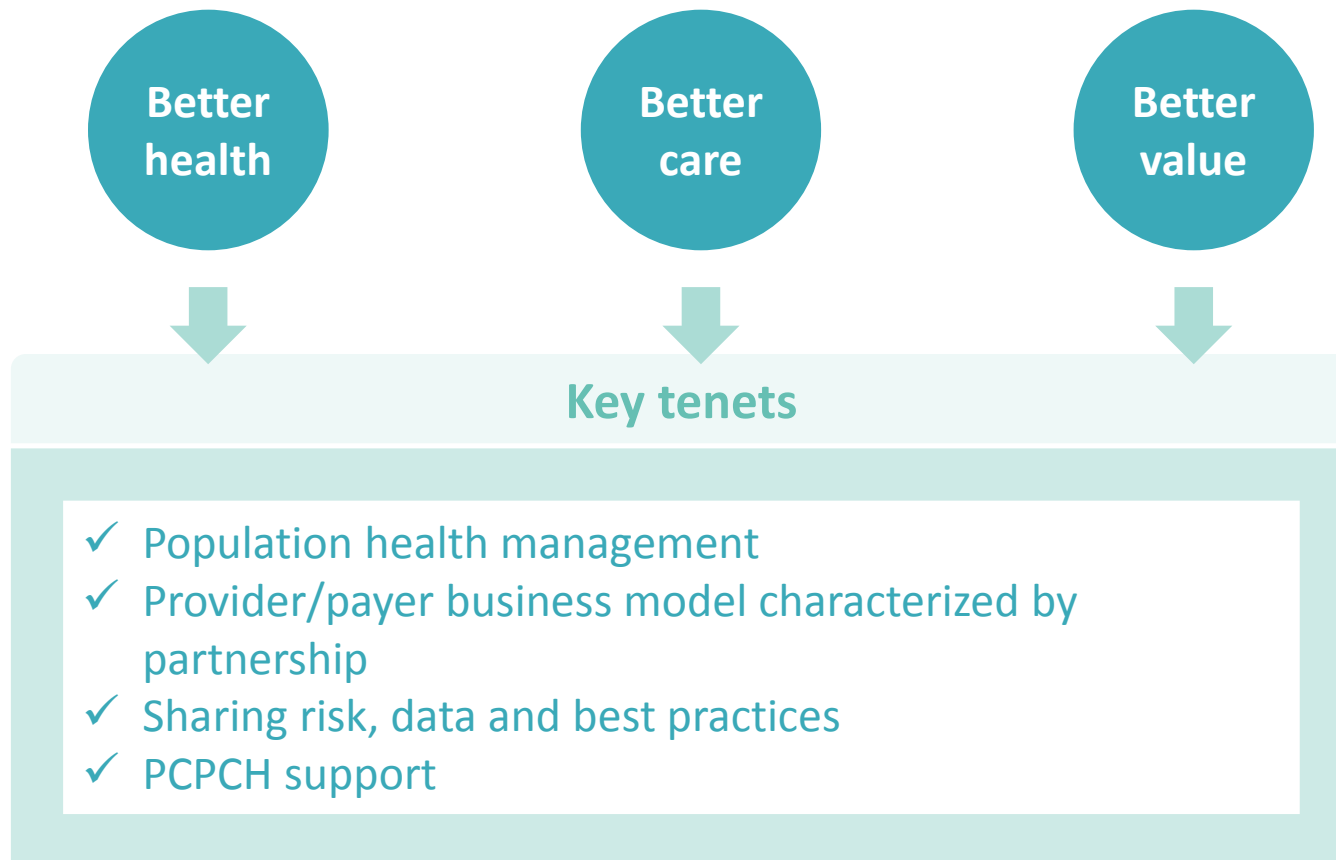 Better
health
Better
care
Better
value
Key tenets
✓ Population health management
✓ Provider/payer business model characterized by
partnership
✓ Sharing risk, data and best practices
✓ PCPCH support